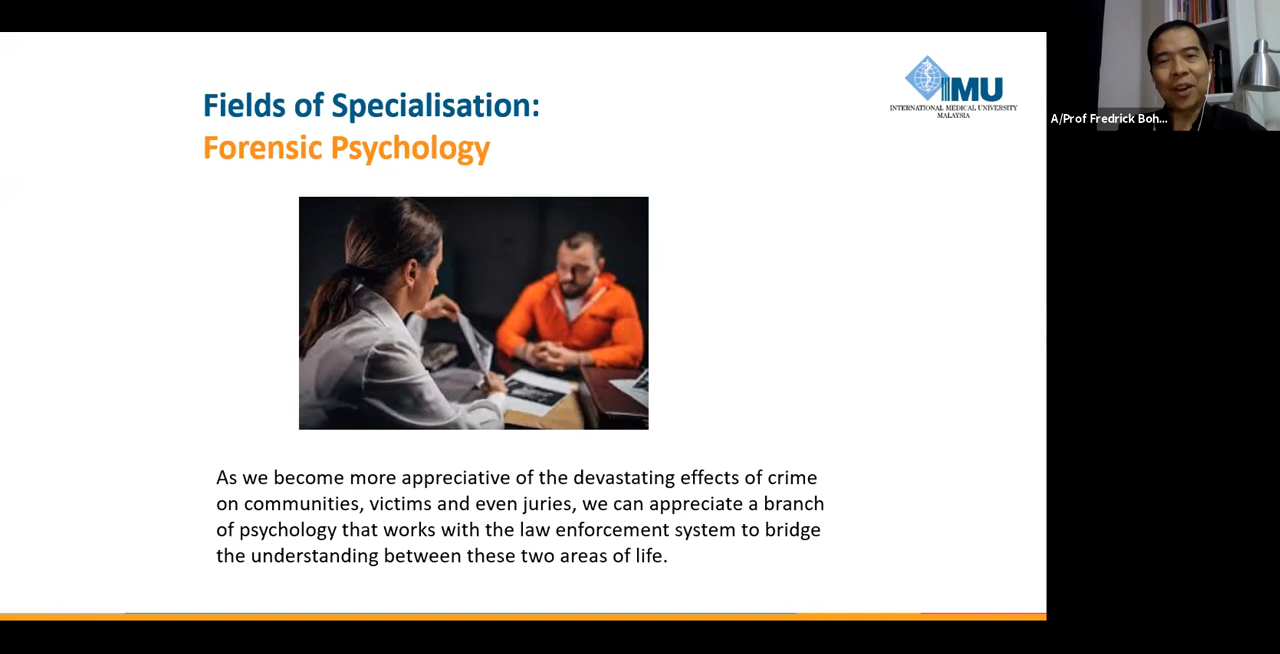 Fields of Specialisation:
Forensic Psychology
IMU
INTERNATIONAL MEDICAL UNIVERSITY
MALAYSIA
A/Prof Fredrick Boh...
As we become more appreciative of the devastating effects of crime
on communities, victims and even juries, we can appreciate a branch
of psychology that works with the law enforcement system to bridge
the understanding between these two areas of life.